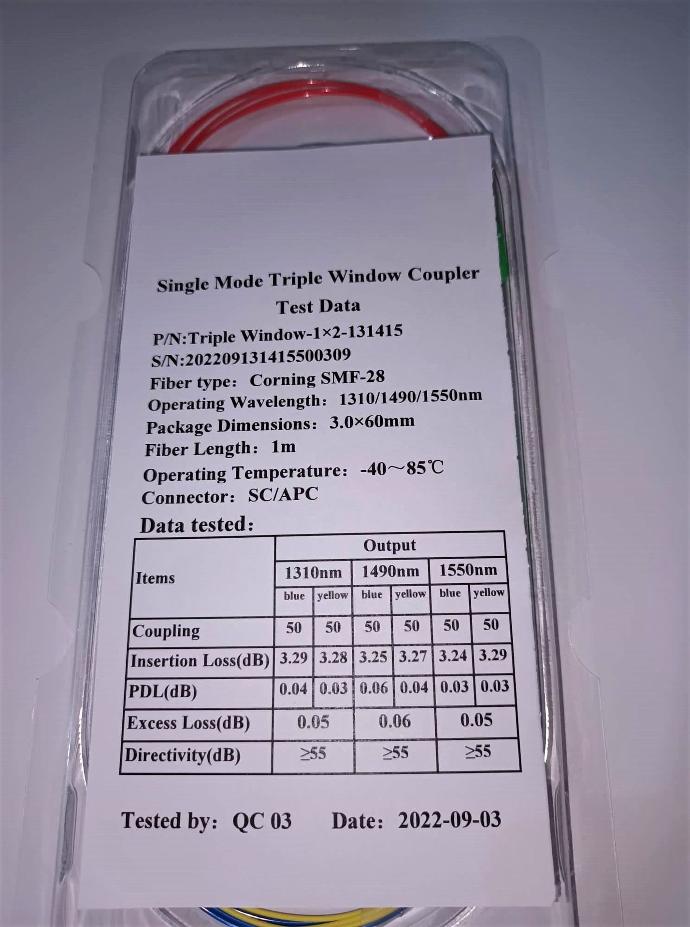 Single Mode Triple Window Coupler
Test Data
P/N:Triple Window-1×2-131415
S/N:202209131415500309
Fiber type: Corning SMF-28
Operating Wavelength: 1310/1490/1550nm
Package Dimensions: 3.0×60mm
Fiber Length: 1m
Operating Temperature: -40～85℃
Connector: SC/APC
Data tested:
Items Output
1310nm 1490nm 1550nm
blue yellow blue yellow blue yellow
Coupling 50 50 50 50 50 50
Insertion Loss(dB) 3.29 3.28 3.25 3.27 3.24 3.29
PDL(dB) 0.04 0.03 0.06 0.04 0.03 0.03
Excess Loss(dB) 0.05 0.06 0.05
Directivity(dB) ≥55 ≥55 ≥55
Tested by: QC 03 Date: 2022-09-03